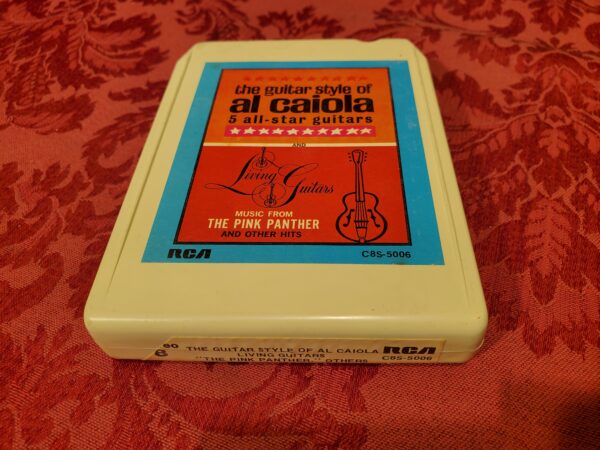 the guitar style of
al caiola
5 all-star guitars
AND
Living Guitars
MUSIC FROM
THE PINK PANTHER
AND OTHER HITS
RCA C8S-5006
THE GUITAR STYLE OF AL CAIOLA RCA
8 LIVING GUITARS
"THE PINK PANTHER," OTHERS C8S-5006